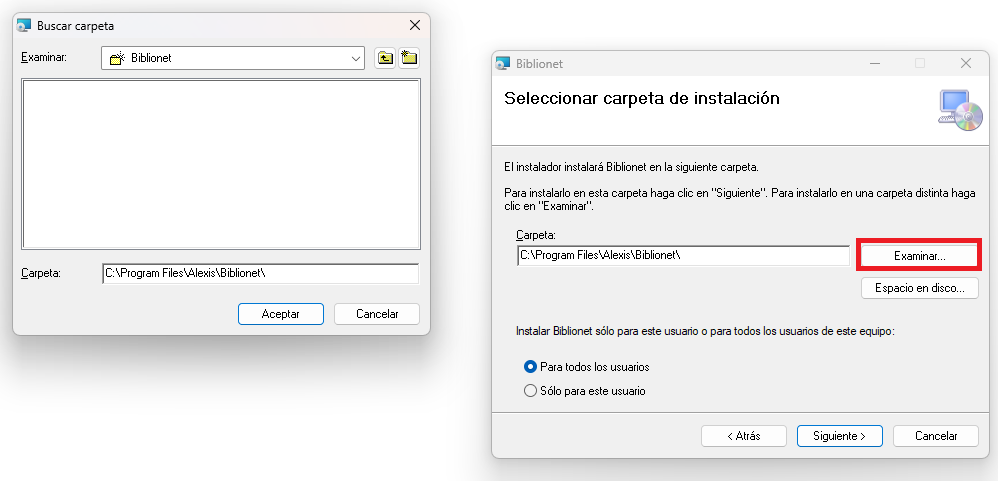 Buscar carpeta
Examinar:
Biblionet
Carpeta:
C:\Program Files\Alexis\Biblionet\
Aceptar
Cancelar
Biblionet
Seleccionar carpeta de instalación
El instalador instalará Biblionet en la siguiente carpeta.
Para instalarlo en esta carpeta haga clic en "Siguiente". Para instalarlo en una carpeta distinta haga
clic en "Examinar".
Carpeta:
C:\Program Files\Alexis\Biblionet\
Examinar...
Espacio en disco...
Instalar Biblionet sólo para este usuario o para todos los usuarios de este equipo:
Para todos los usuarios
Sólo para este usuario
< Atrás
Siguiente >
Cancelar